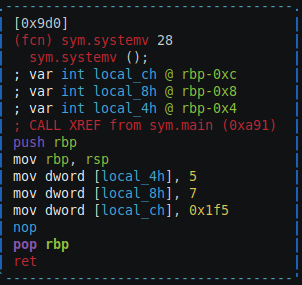 [0x9d0]
(fcn) sym.systemv 28
sym.systemv ();
; var int local_ch @ rbp-0xc
; var int local_8h @ rbp-0x8
; var int local_4h @ rbp-0x4
; CALL XREF from sym.main (0xa91)
push rbp
mov rbp, rsp
mov dword [local_4h], 5
mov dword [local_8h], 7
mov dword [local_ch], 0x1f5
nop
pop rbp
ret